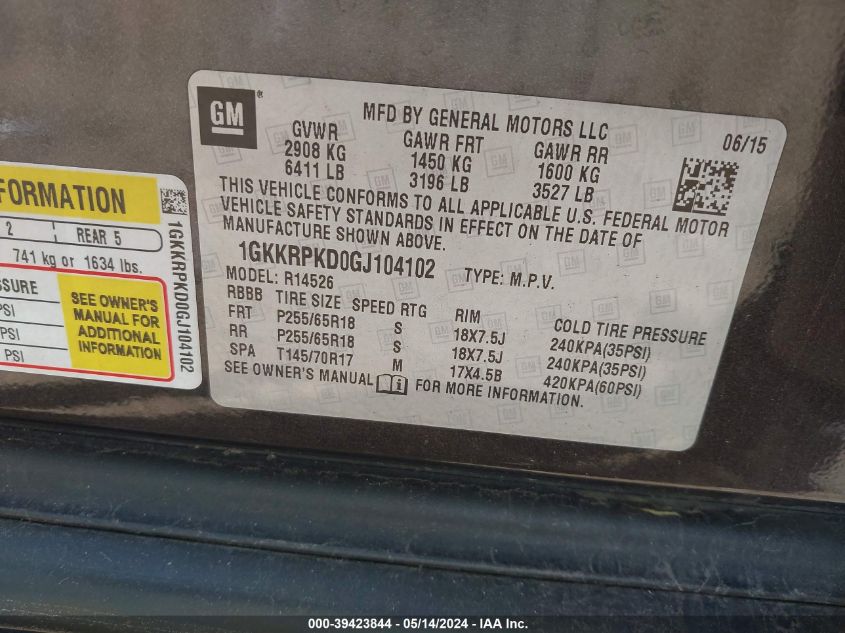 GM
®
MFD BY GENERAL MOTORS LLC
06/15
GVWR GAWR FRT GAWR RR
2908 KG 1450 KG 1600 KG
6411 LB 3196 LB 3527 LB
THIS VEHICLE CONFORMS TO ALL APPLICABLE U.S. FEDERAL MOTOR
VEHICLE SAFETY STANDARDS IN EFFECT ON THE DATE OF
MANUFACTURE SHOWN ABOVE.
1GKKRPKD0GJ104102 TYPE: M.P.V.
MODEL: R14526
RBBB TIRE SIZE SPEED RTG RIM COLD TIRE PRESSURE
FRT P255/65R18 S 18X7.5J 240KPA(35PSI)
RR P255/65R18 S 18X7.5J 240KPA(35PSI)
SPA T145/70R17 M 17X4.5B 420KPA(60PSI)
SEE OWNER'S MANUAL FOR MORE INFORMATION.
FORMATION
2 REAR 5
741 kg or 1634 lbs.
SSURE
PSI
PSI
PSI
SEE OWNER'S
MANUAL FOR
ADDITIONAL
INFORMATION
1GKKRPKD0GJ104102
000-39423844 - 05/14/2024 - IAA Inc.